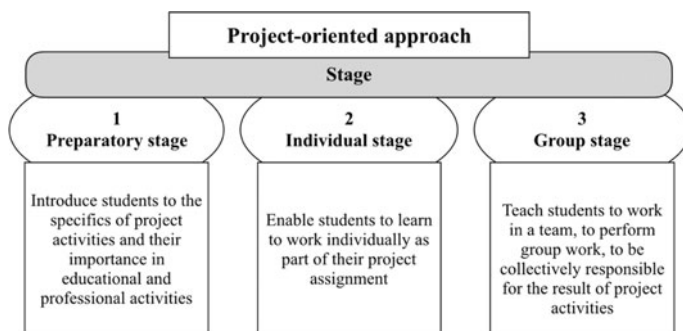 Project-oriented approach
Stage
1
Preparatory stage
2
Individual stage
3
Group stage
Introduce students to the
specifics of project
activities and their
importance in
educational and
professional activities
Enable students to learn
to work individually as
part of their project
assignment
Teach students to work
in a team, to perform
group work, to be
collectively responsible
for the result of project
activities